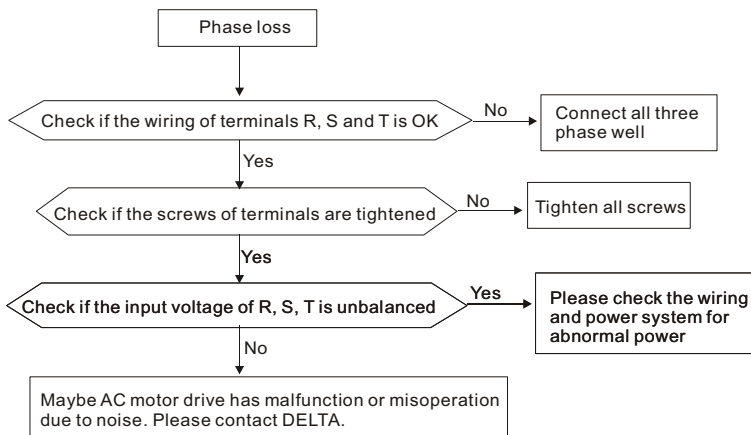 Phase loss
Check if the wiring of terminals R, S and T is OK
No
Connect all three
phase well
Yes
Check if the screws of terminals are tightened
No
Tighten all screws
Yes
Check if the input voltage of R, S, T is unbalanced
Yes
Please check the wiring
and power system for
abnormal power
No
Maybe AC motor drive has malfunction or misoperation
due to noise. Please contact DELTA.